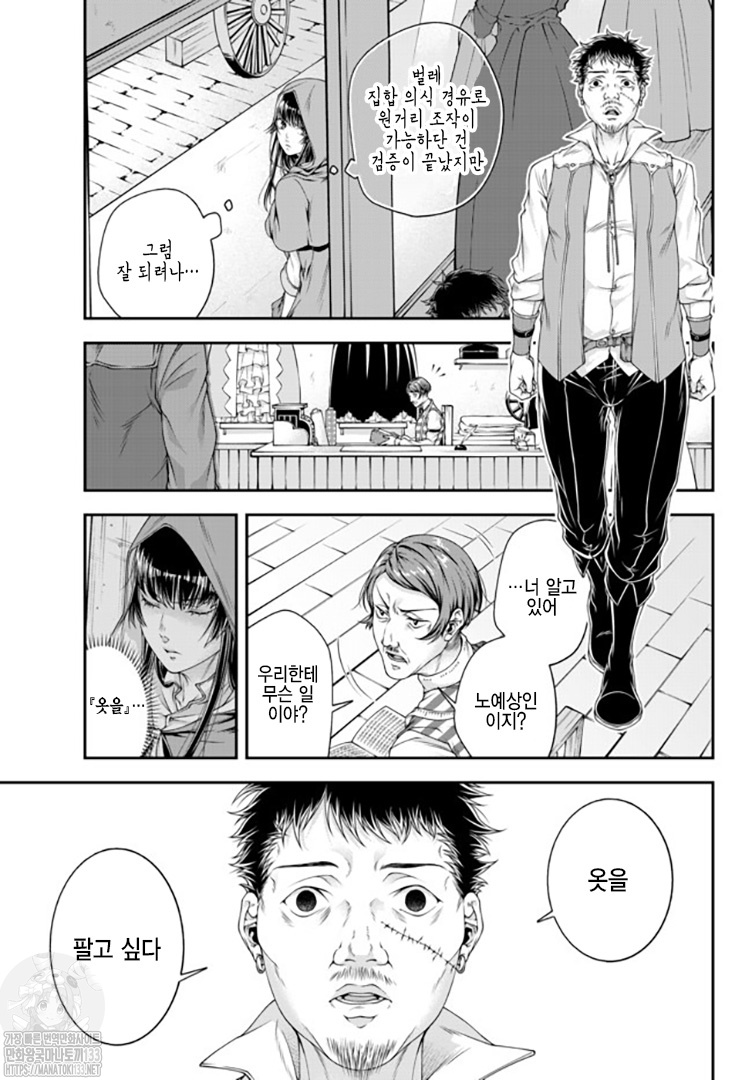 벌레
집합 의식 경유로
원거리 조작이
가능하단 건
검증이 끝났지만
그럼
잘 되려나…
…너 알고
있어
노예상인
이지?
우리한테
무슨 일
이야?
『옷을』…
옷을
팔고 싶다
가장 빠른 번역만화사이트
만화왕국마나토끼133
HTTPS://MANATOKI133.NET